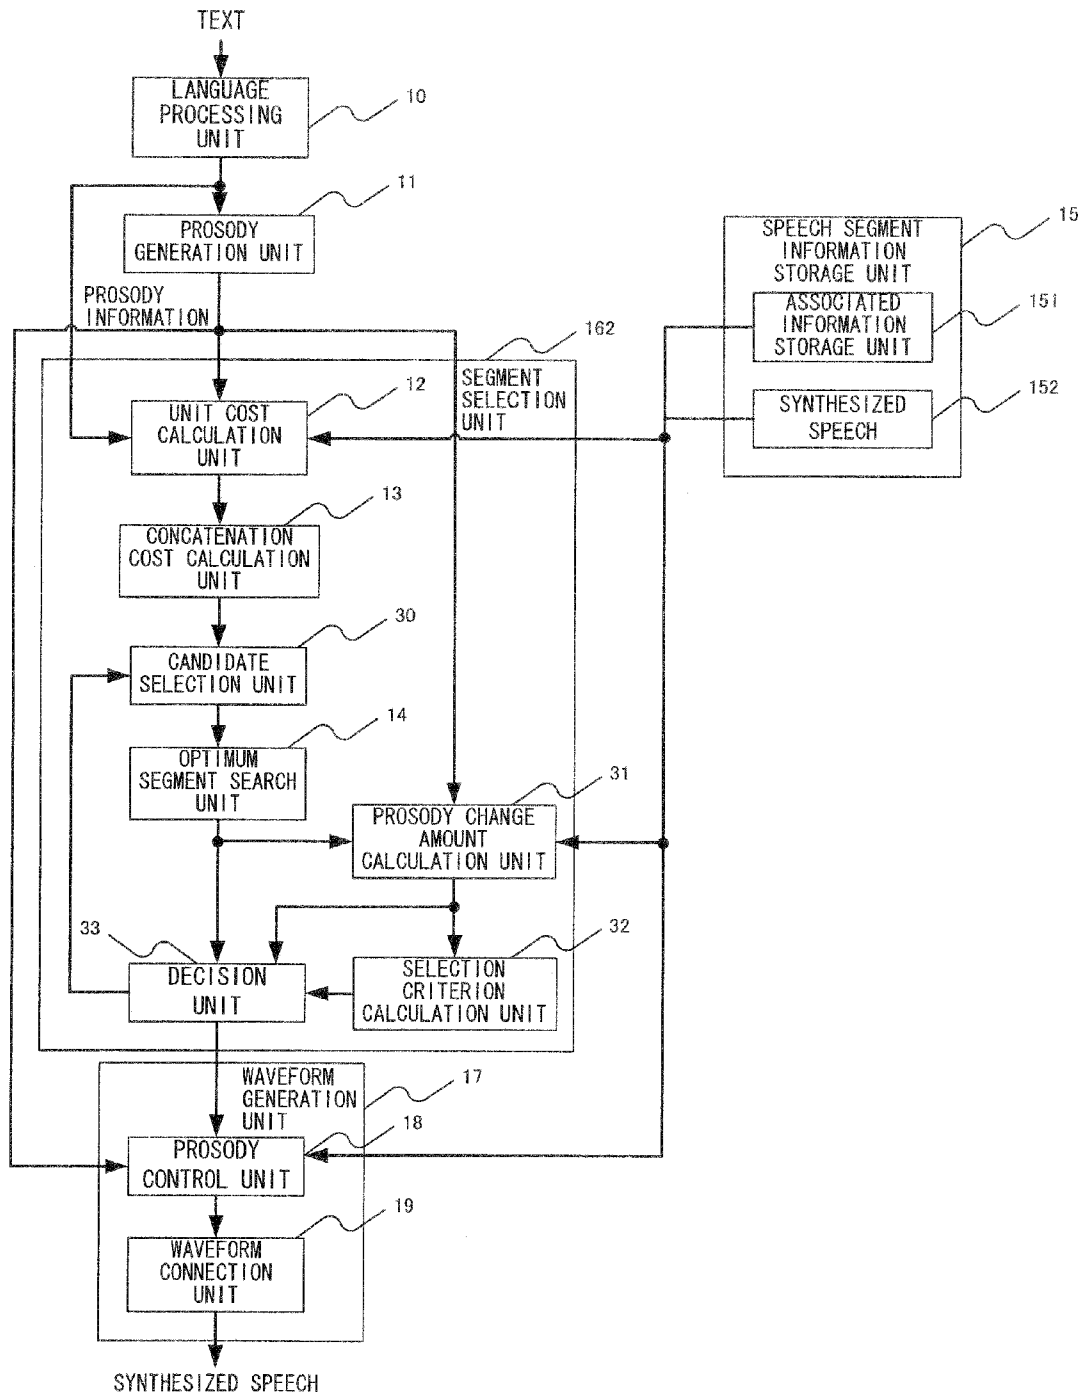 TEXT
LANGUAGE
PROCESSING
UNIT
10
11
PROSODY
GENERATION UNIT
PROSODY
INFORMATION
15
SPEECH SEGMENT
INFORMATION
STORAGE UNIT
ASSOCIATED
INFORMATION
STORAGE UNIT
151
SYNTHESIZED
SPEECH
152
162
SEGMENT
SELECTION
UNIT
12
UNIT COST
CALCULATION
UNIT
13
CONCATENATION
COST CALCULATION
UNIT
30
CANDIDATE
SELECTION UNIT
14
OPTIMUM
SEGMENT SEARCH
UNIT
31
PROSODY CHANGE
AMOUNT
CALCULATION UNIT
33
DECISION
UNIT
32
SELECTION
CRITERION
CALCULATION UNIT
WAVEFORM
GENERATION
UNIT
17
18
PROSODY
CONTROL UNIT
19
WAVEFORM
CONNECTION
UNIT
SYNTHESIZED SPEECH